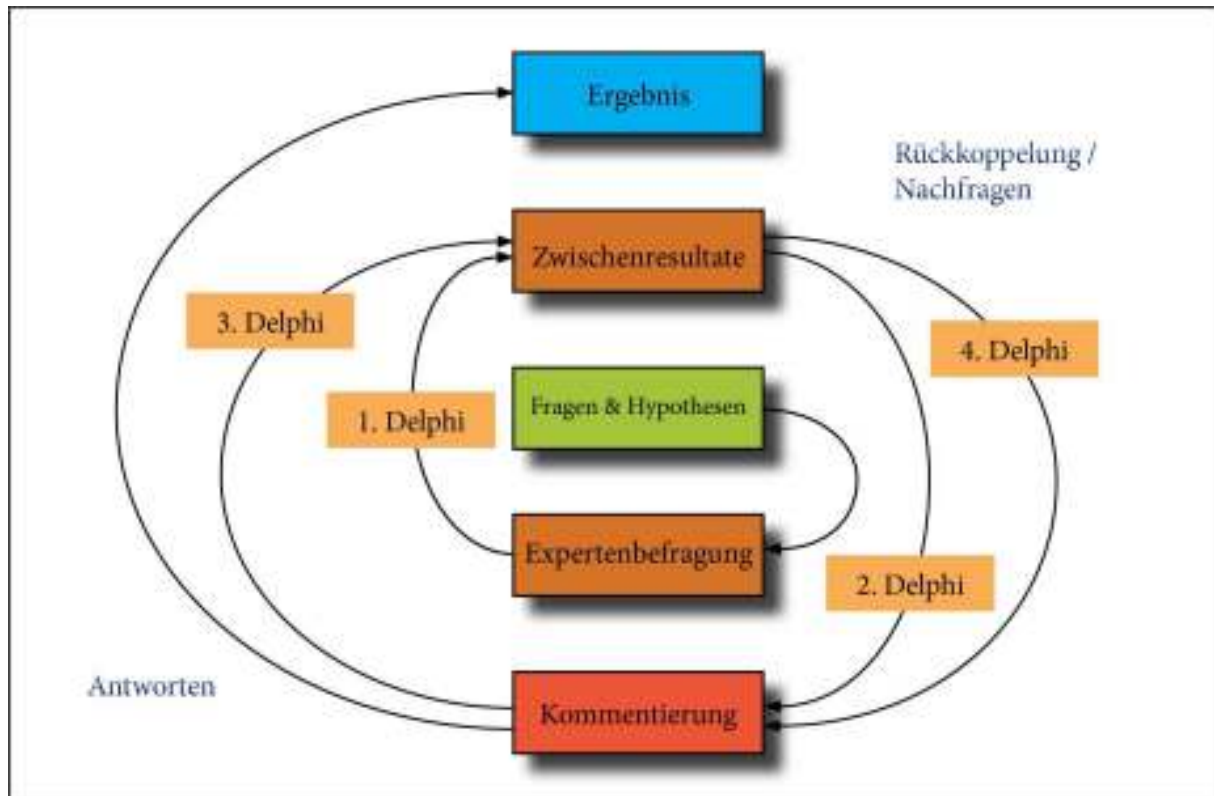 Ergebnis
Rückkoppelung /
Nachfragen
Zwischenresultate
3. Delphi
4. Delphi
Fragen & Hypothesen
1. Delphi
Expertenbefragung
2. Delphi
Antworten
Kommentierung